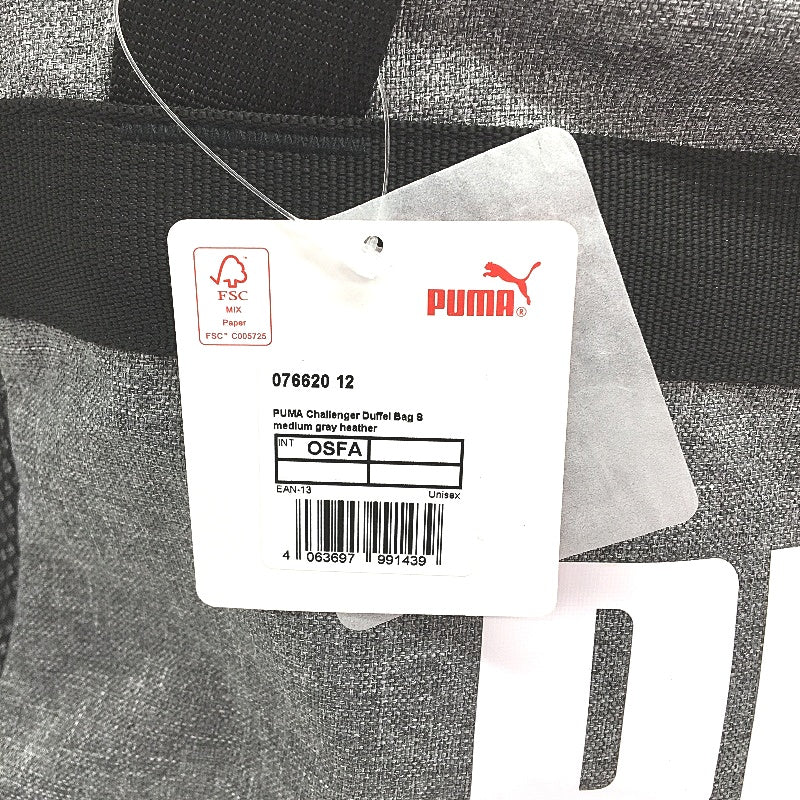 FSC
MIX
Paper
FSC™ C005725
PUMA®
076620 12
PUMA Challenger Duffel Bag S
medium gray heather
INT OSFA
EAN-13 Unisex
4 063697 991439